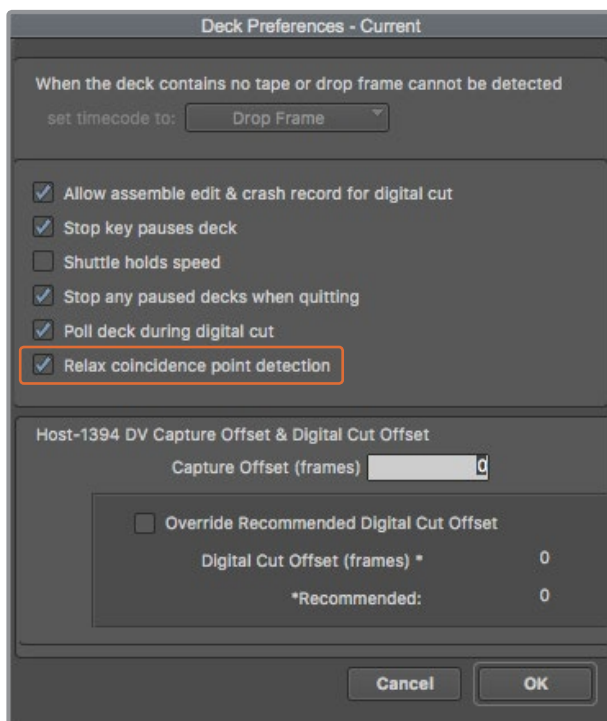 Deck Preferences - Current
When the deck contains no tape or drop frame cannot be detected
set timecode to: Drop Frame
Allow assemble edit & crash record for digital cut
Stop key pauses deck
Shuttle holds speed
Stop any paused decks when quitting
Poll deck during digital cut
Relax coincidence point detection
Host-1394 DV Capture Offset & Digital Cut Offset
Capture Offset (frames) 0
Override Recommended Digital Cut Offset
Digital Cut Offset (frames) * 0
*Recommended: 0
Cancel OK